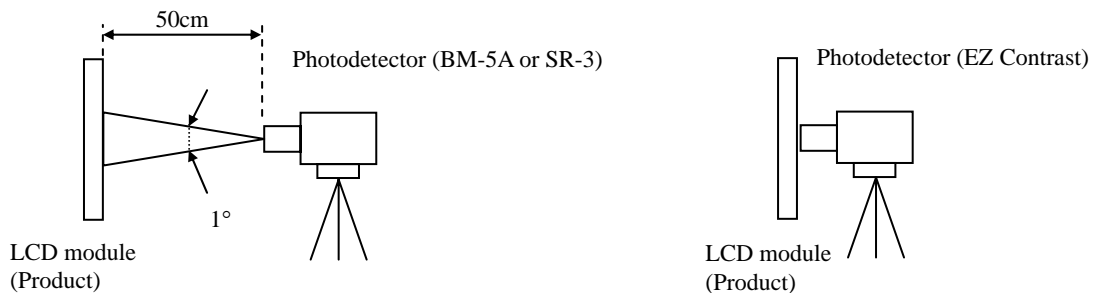 50cm
Photodetector (BM-5A or SR-3)
1°
LCD module
(Product)
Photodetector (EZ Contrast)
LCD module
(Product)